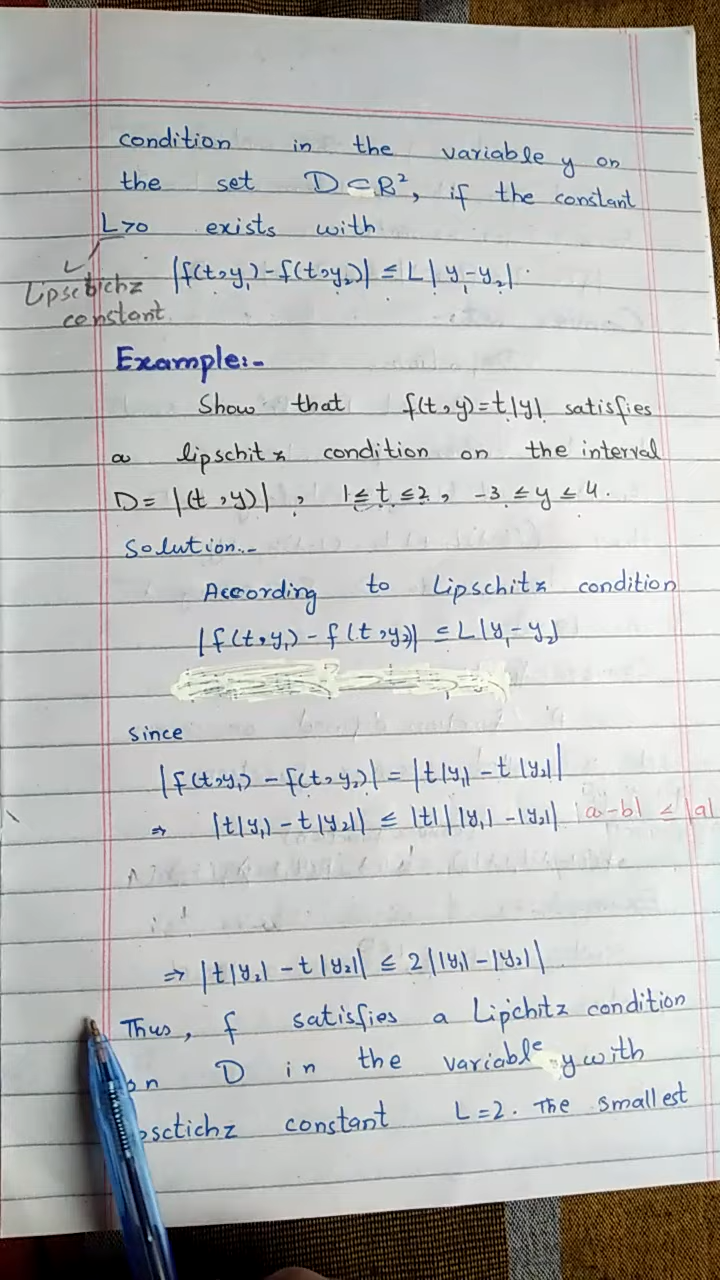 condition in the variable y on
the set D⊂R², if the constant
L>0 exists with
|f(t,y₁)-f(t,y₂)| ≤ L|y₁-y₂|.
Lipsctichz
constant.
Example:-
Show that f(t,y)=t|y| satisfies
a lipschitz condition on the interval
D= |(t,y)|, 1≤t≤2, -3≤y≤4.
Solution:-
According to Lipschitz condition
|f(t,y₁) - f(t,y₂)| ≤ L|y₁-y₂|
since
|f(t,y₁) - f(t,y₂)| = |t|y₁| - t|y₂||
⇒ |t|y₁| - t|y₂|| ≤ |t|||y₁| - |y₂|| |a-b| ≤ |a|
⇒ |t|y₂| - t|y₂|| ≤ 2||y₁| - |y₂||
Thus, f satisfies a Lipchitz condition
on D in the variable y with
psctichz constant L=2. The smallest